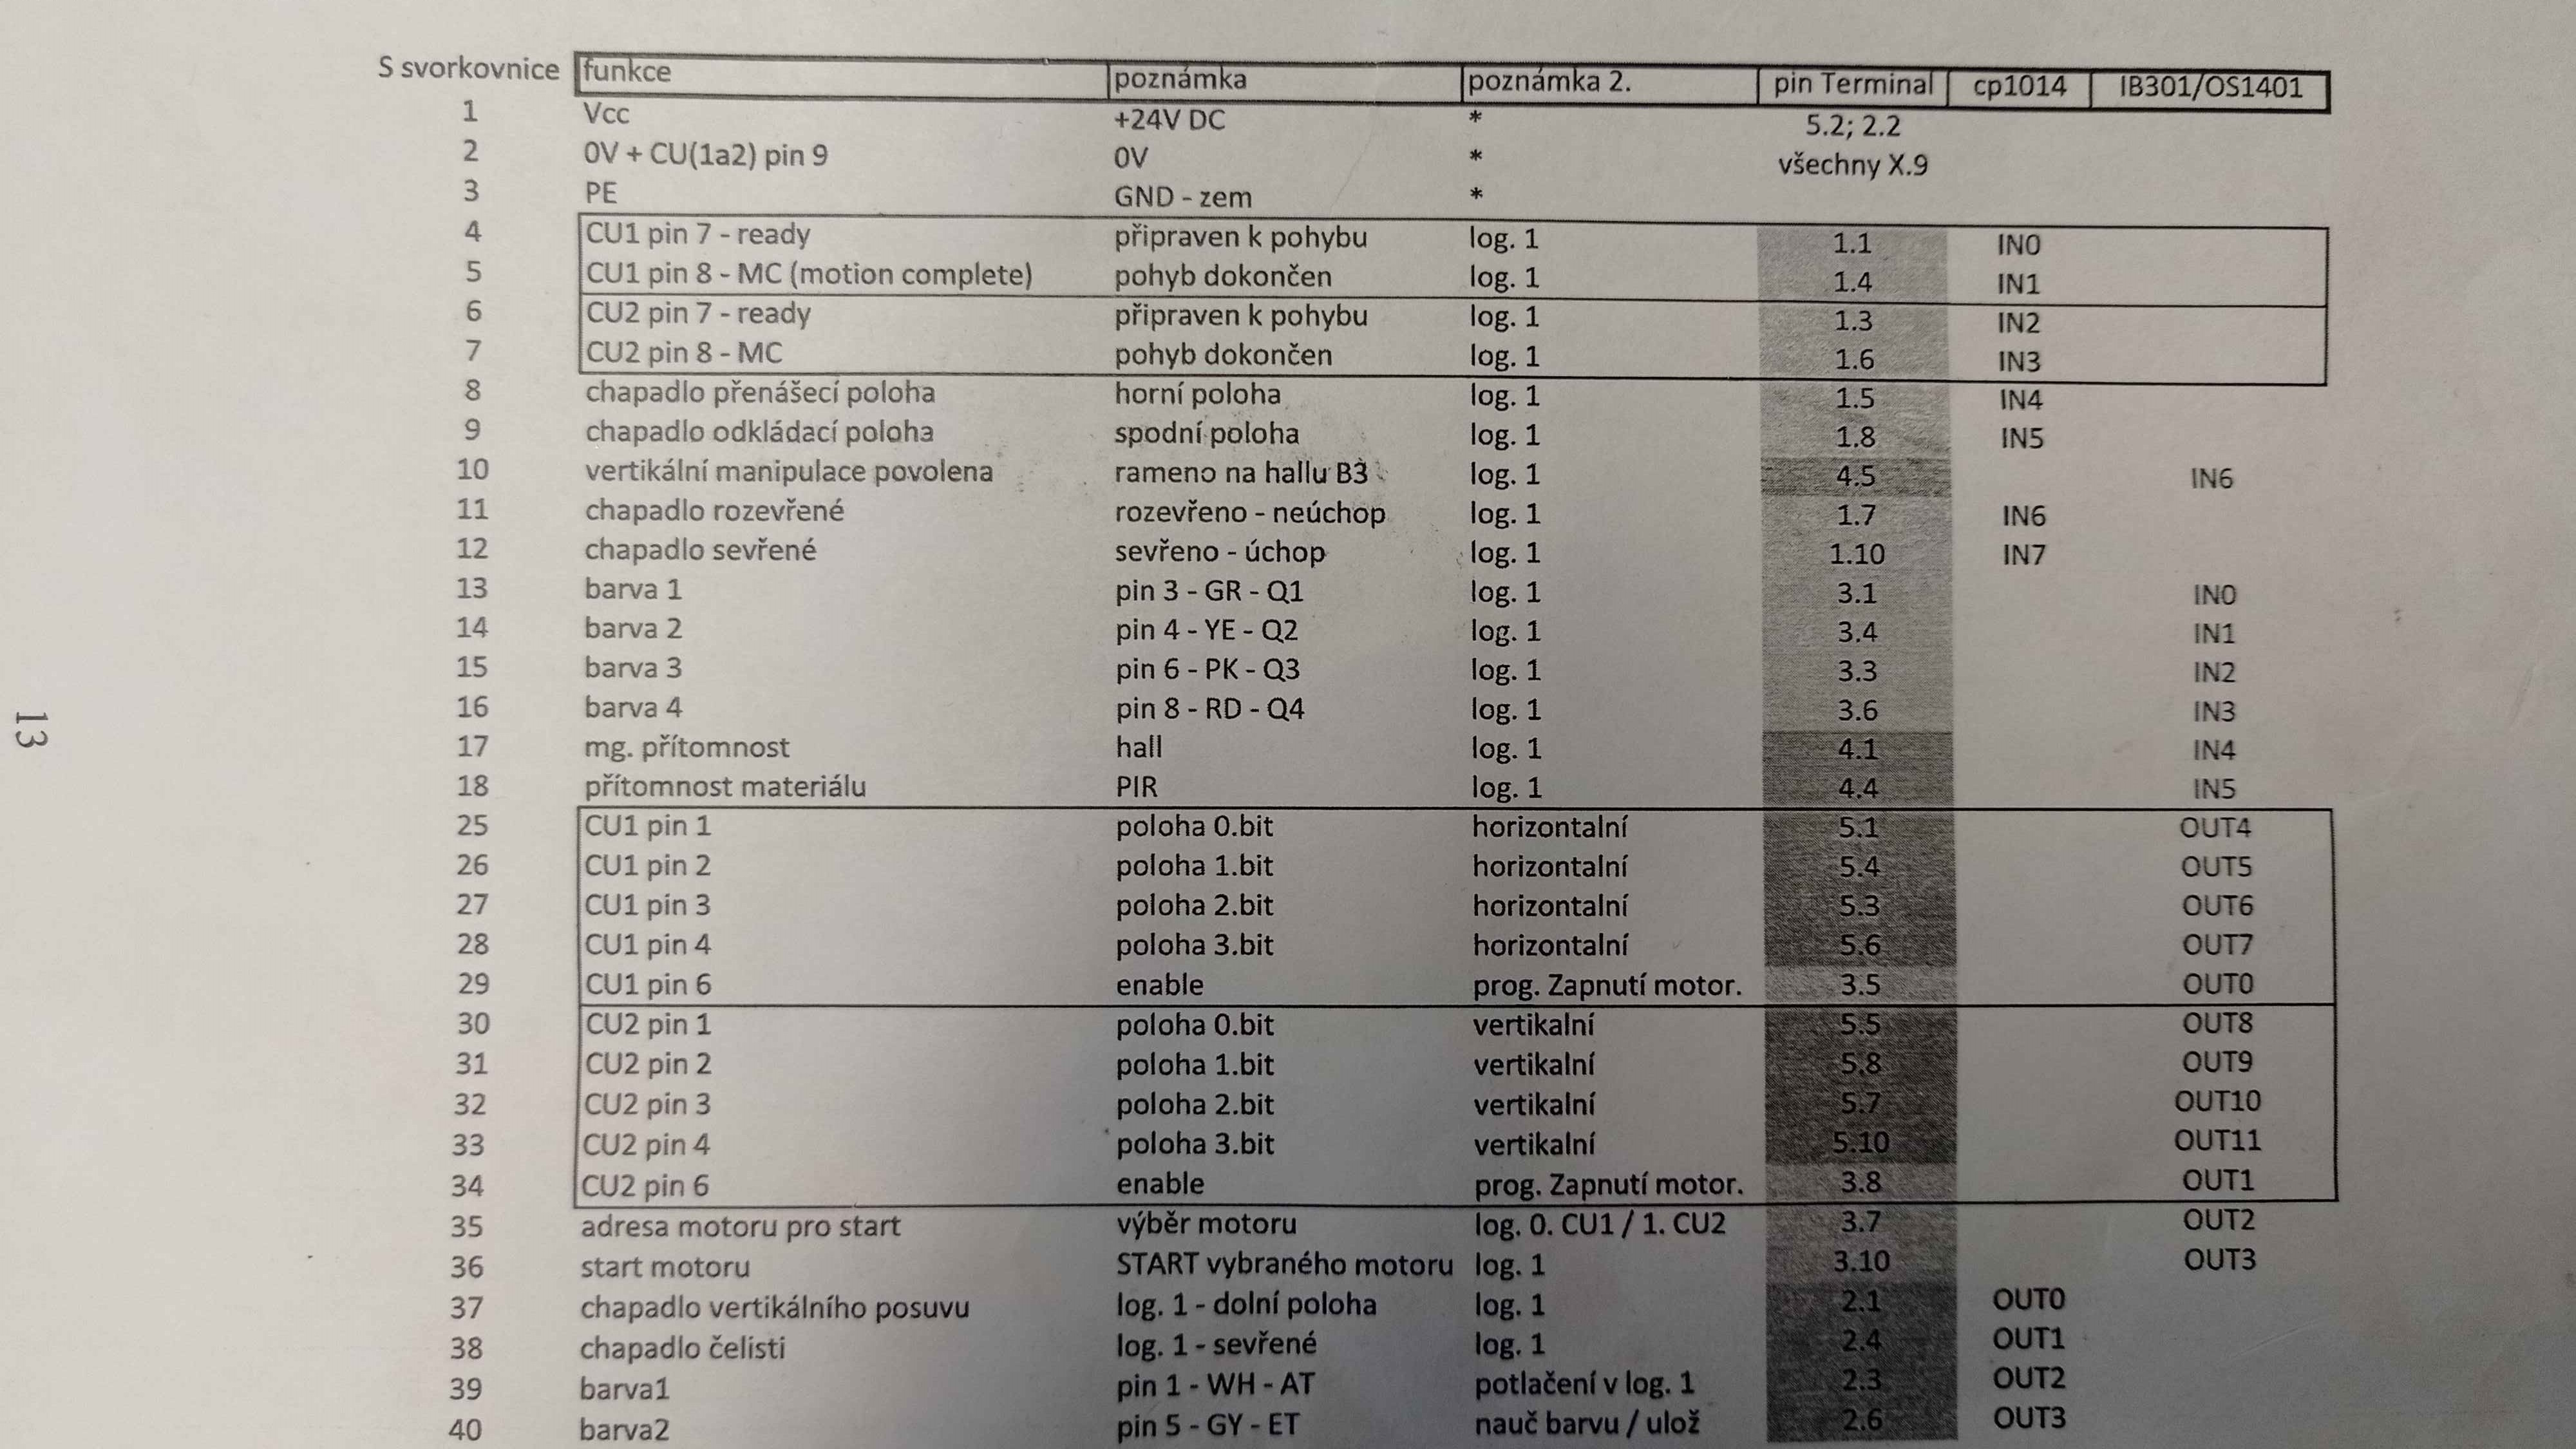 S svorkovnice funkce poznámka poznámka 2. pin Terminal cp1014 IB301/OS1401
1 Vcc +24V DC * 5.2; 2.2
2 0V + CU(1a2) pin 9 0V * všechny X.9
3 PE GND - zem *
4 CU1 pin 7 - ready připraven k pohybu log. 1 1.1 IN0
5 CU1 pin 8 - MC (motion complete) pohyb dokončen log. 1 1.4 IN1
6 CU2 pin 7 - ready připraven k pohybu log. 1 1.3 IN2
7 CU2 pin 8 - MC pohyb dokončen log. 1 1.6 IN3
8 chapadlo přenášecí poloha horní poloha log. 1 1.5 IN4
9 chapadlo odkládací poloha spodní poloha log. 1 1.8 IN5
10 vertikální manipulace povolena rameno na hallu B3 log. 1 4.5 IN6
11 chapadlo rozevřené rozevřeno - neúchop log. 1 1.7 IN6
12 chapadlo sevřené sevřeno - úchop log. 1 1.10 IN7
13 barva 1 pin 3 - GR - Q1 log. 1 3.1 IN0
14 barva 2 pin 4 - YE - Q2 log. 1 3.4 IN1
15 barva 3 pin 6 - PK - Q3 log. 1 3.3 IN2
16 barva 4 pin 8 - RD - Q4 log. 1 3.6 IN3
17 mg. přítomnost hall log. 1 4.1 IN4
18 přítomnost materiálu PIR log. 1 4.4 IN5
25 CU1 pin 1 poloha 0.bit horizontalní 5.1 OUT4
26 CU1 pin 2 poloha 1.bit horizontalní 5.4 OUT5
27 CU1 pin 3 poloha 2.bit horizontalní 5.3 OUT6
28 CU1 pin 4 poloha 3.bit horizontalní 5.6 OUT7
29 CU1 pin 6 enable prog. Zapnutí motor. 3.5 OUT0
30 CU2 pin 1 poloha 0.bit vertikalní 5.5 OUT8
31 CU2 pin 2 poloha 1.bit vertikalní 5.8 OUT9
32 CU2 pin 3 poloha 2.bit vertikalní 5.7 OUT10
33 CU2 pin 4 poloha 3.bit vertikalní 5.10 OUT11
34 CU2 pin 6 enable prog. Zapnutí motor. 3.8 OUT1
35 adresa motoru pro start výběr motoru log. 0. CU1 / 1. CU2 3.7 OUT2
36 start motoru START vybraného motoru log. 1 3.10 OUT3
37 chapadlo vertikálního posuvu log. 1 - dolní poloha log. 1 2.1 OUT0
38 chapadlo čelisti log. 1 - sevřené log. 1 2.4 OUT1
39 barva1 pin 1 - WH - AT potlačení v log. 1 2.3 OUT2
40 barva2 pin 5 - GY - ET nauč barvu / ulož 2.6 OUT3
13